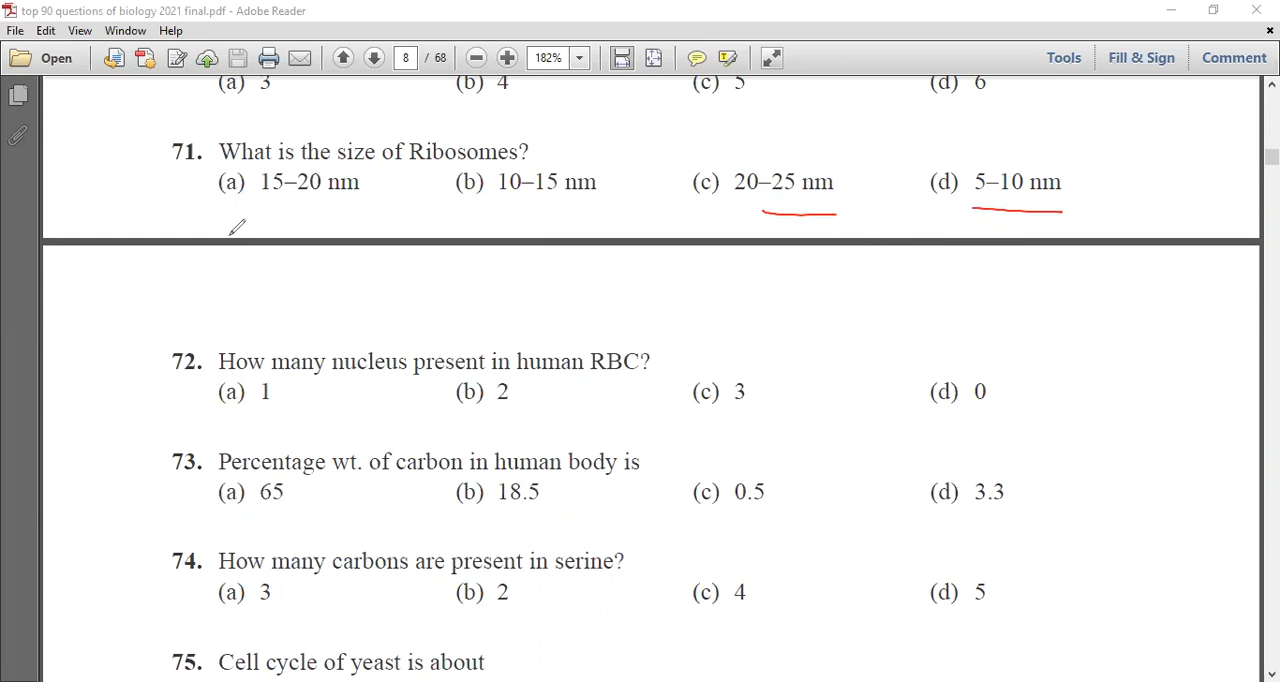 top 90 questions of biology 2021 final.pdf - Adobe Reader
File Edit View Window Help
Open 8 / 68 182% Tools Fill & Sign Comment
(a) 3 (b) 4 (c) 5 (d) 6
71. What is the size of Ribosomes?
(a) 15–20 nm (b) 10–15 nm (c) 20–25 nm (d) 5–10 nm
72. How many nucleus present in human RBC?
(a) 1 (b) 2 (c) 3 (d) 0
73. Percentage wt. of carbon in human body is
(a) 65 (b) 18.5 (c) 0.5 (d) 3.3
74. How many carbons are present in serine?
(a) 3 (b) 2 (c) 4 (d) 5
75. Cell cycle of yeast is about